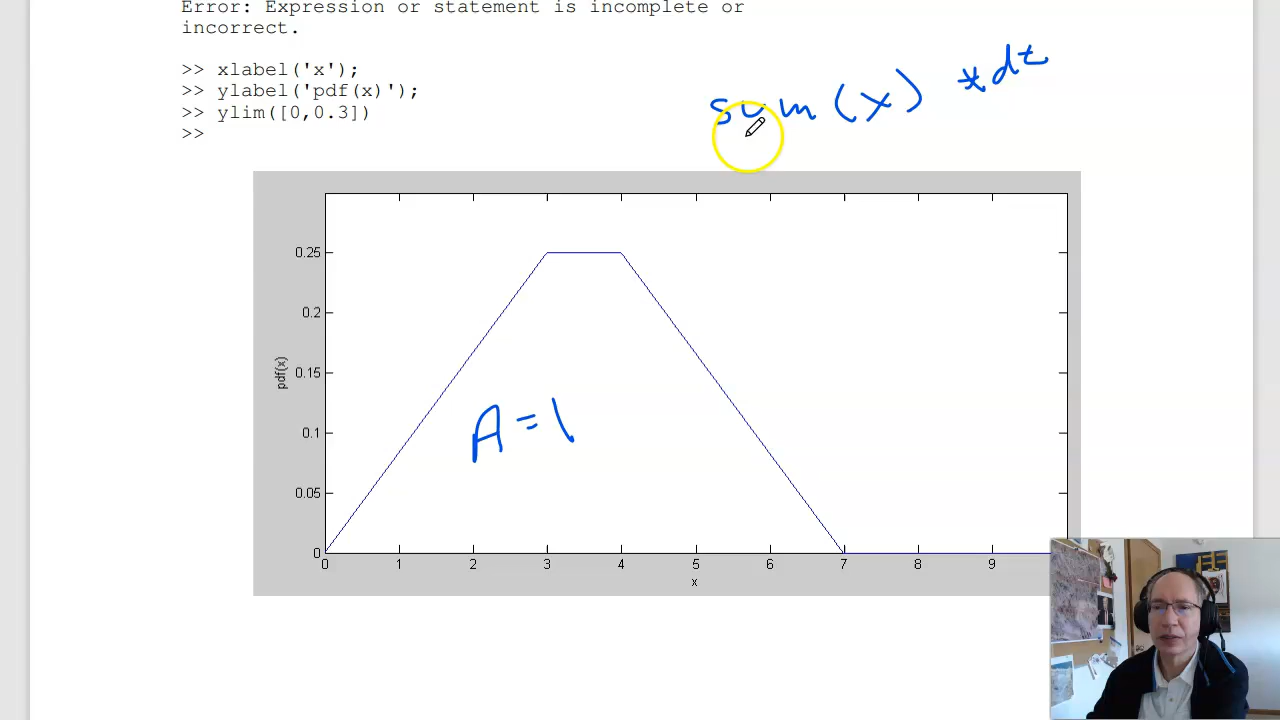 Error: Expression or statement is incomplete or
incorrect.
>> xlabel('x');
>> ylabel('pdf(x)');
>> ylim([0,0.3])
>>
sum (x) *dt
0.25
0.2
0.15
0.1
0.05
0
pdf(x)
A=1
0 1 2 3 4 5 6 7 8 9
x